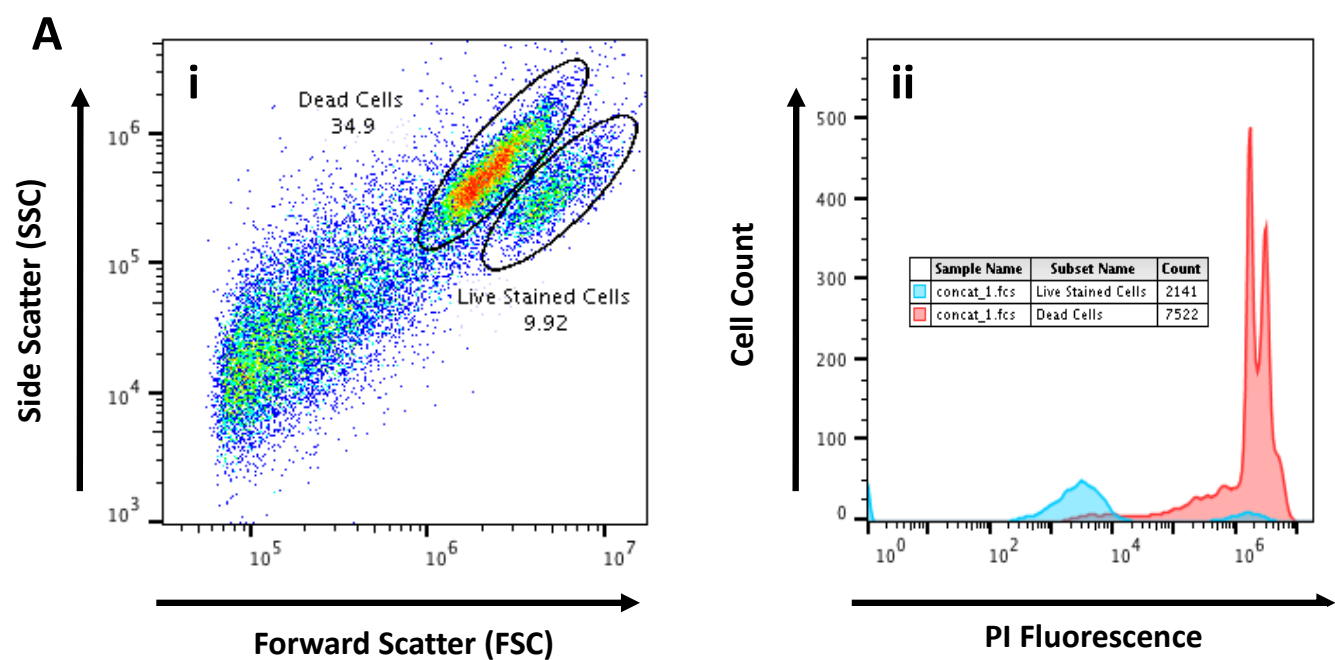 A
i
Dead Cells
34.9
Live Stained Cells
9.92
10^6
10^5
10^4
10^3
10^5 10^6 10^7
Side Scatter (SSC)
Forward Scatter (FSC)
ii
500
400
300
200
100
0
Sample Name Subset Name Count
concat_1.fcs Live Stained Cells 2141
concat_1.fcs Dead Cells 7522
10^0 10^2 10^4 10^6
Cell Count
PI Fluorescence